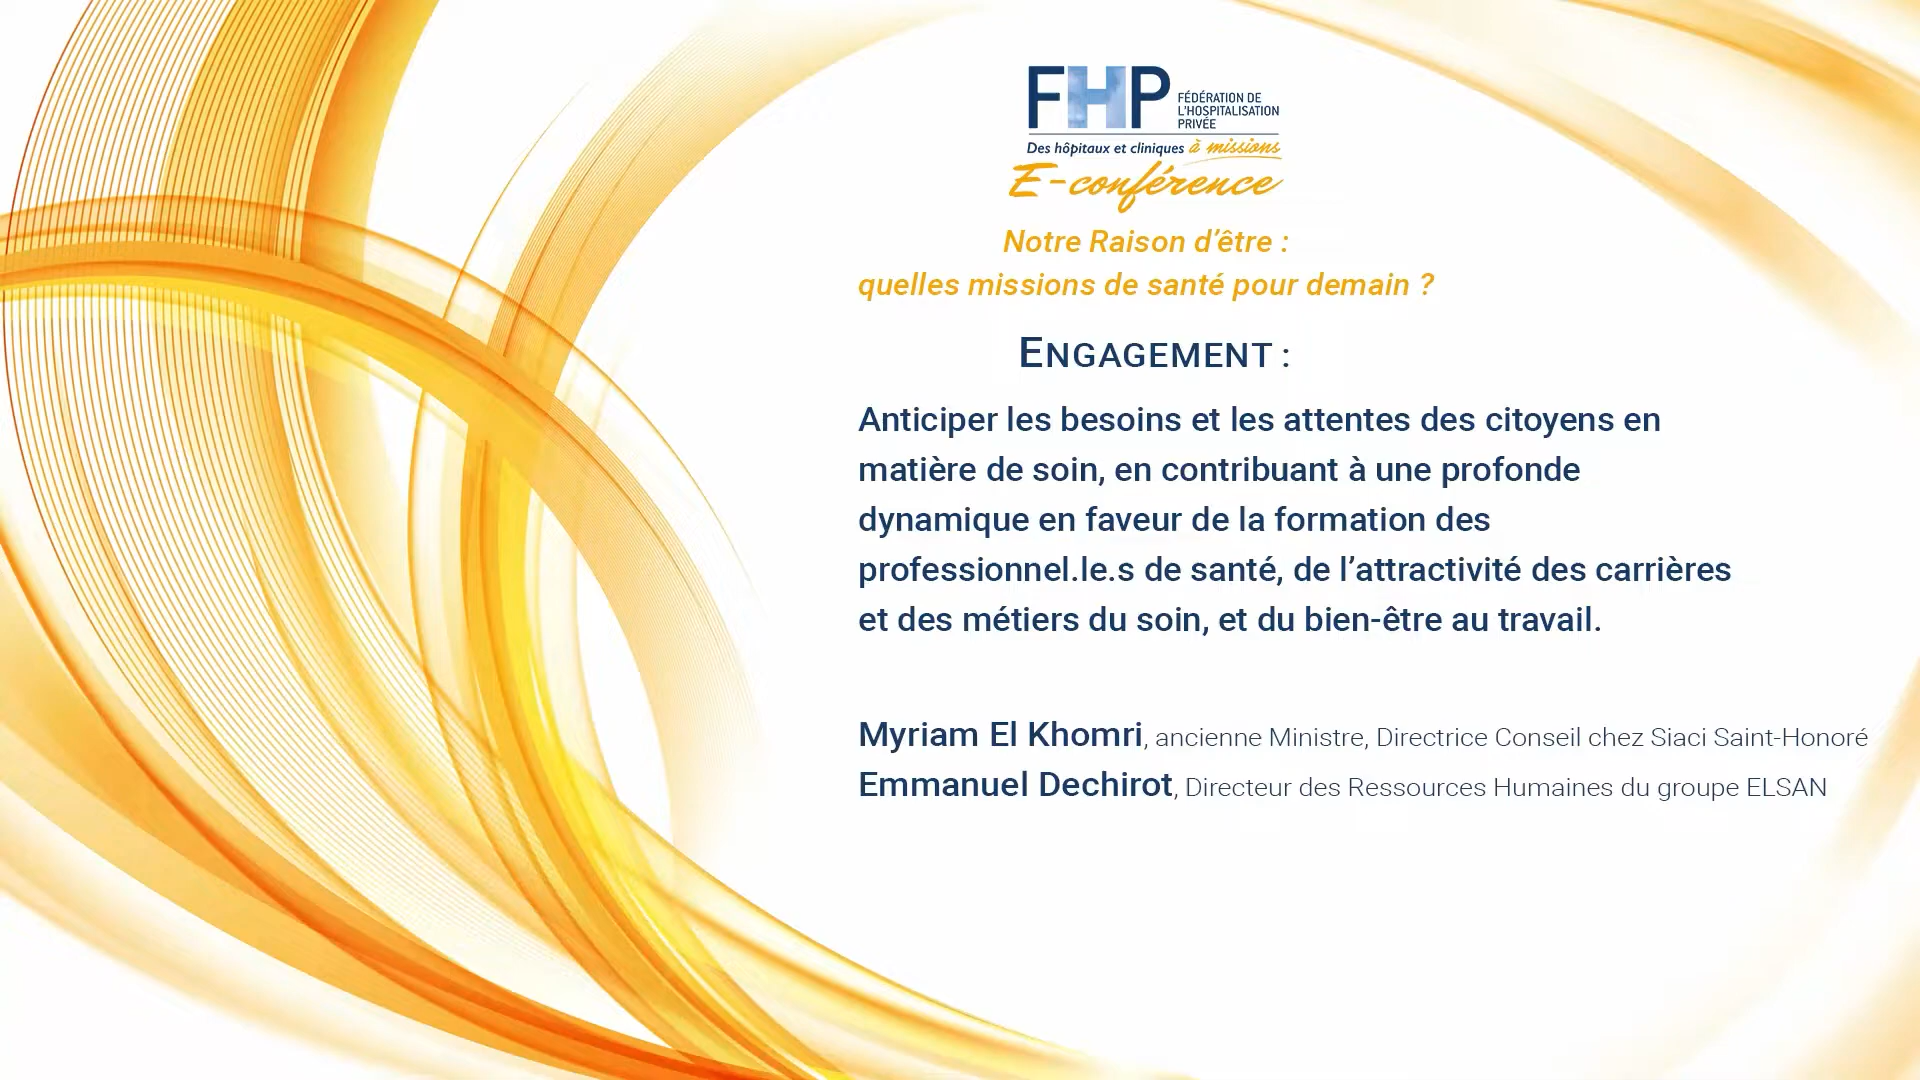 FHP
FÉDÉRATION DE
L'HOSPITALISATION
PRIVÉE
Des hôpitaux et cliniques à missions
E-conférence
Notre Raison d’être :
quelles missions de santé pour demain ?
ENGAGEMENT :
Anticiper les besoins et les attentes des citoyens en
matière de soin, en contribuant à une profonde
dynamique en faveur de la formation des
professionnel.le.s de santé, de l’attractivité des carrières
et des métiers du soin, et du bien-être au travail.
Myriam El Khomri, ancienne Ministre, Directrice Conseil chez Siaci Saint-Honoré
Emmanuel Dechirot, Directeur des Ressources Humaines du groupe ELSAN